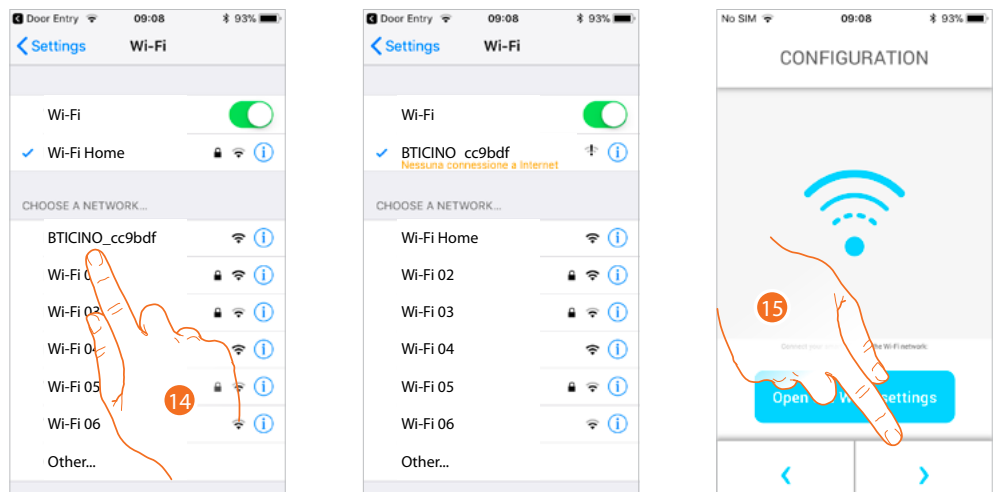 Door Entry 09:08 93%
Settings Wi-Fi
Wi-Fi
Wi-Fi Home
CHOOSE A NETWORK...
BTICINO_cc9bdf
Wi-Fi 0
Wi-Fi 03
Wi-Fi 04
Wi-Fi 05
Wi-Fi 06
Other...
14
Door Entry 09:08 93%
Settings Wi-Fi
Wi-Fi
BTICINO cc9bdf
Nessuna connessione a Internet
CHOOSE A NETWORK...
Wi-Fi Home
Wi-Fi 02
Wi-Fi 03
Wi-Fi 04
Wi-Fi 05
Wi-Fi 06
Other...
No SIM 09:08 93%
CONFIGURATION
15
Connect your the Wi-Fi network:
Open W settings